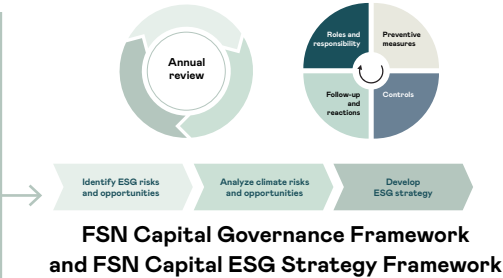 Annual
review
Roles and
responsibility
Preventive
measures
Follow-up
and
reactions
Controls
Identify ESG risks
and opportunities
Analyze climate risks
and opportunities
Develop
ESG strategy
FSN Capital Governance Framework
and FSN Capital ESG Strategy Framework